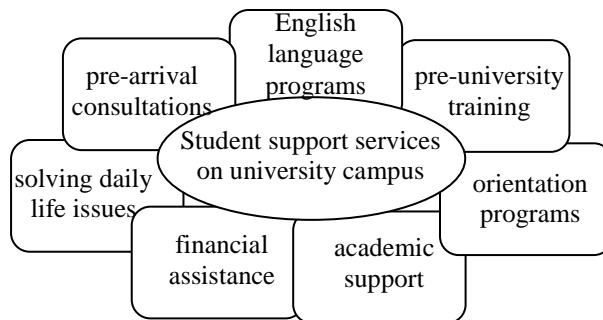 English
language
programs
pre-arrival
consultations
pre-university
training
Student support services
on university campus
solving daily
life issues
orientation
programs
financial
assistance
academic
support